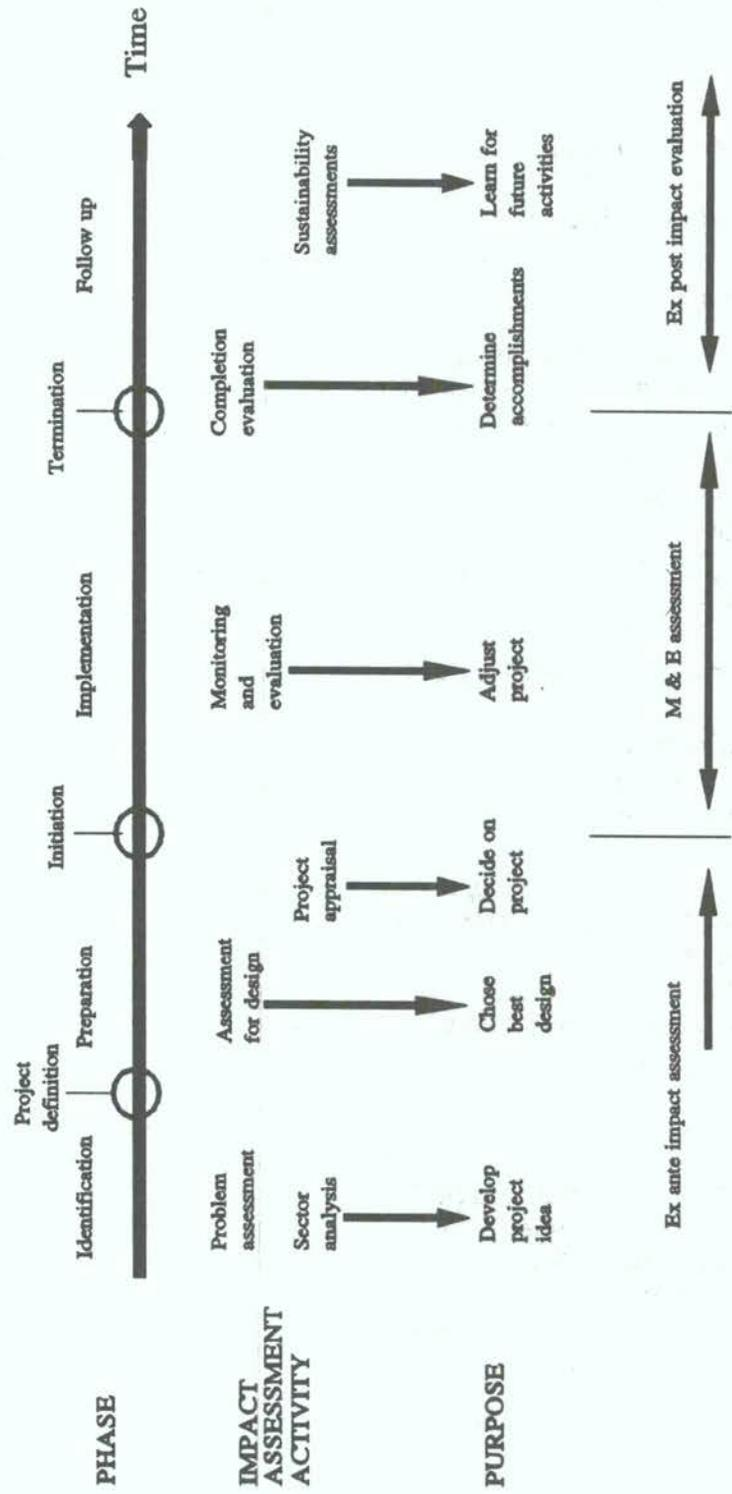 PHASE
Identification
Project
definition
Preparation
Initiation
Implementation
Termination
Follow up
Time
IMPACT
ASSESSMENT
ACTIVITY
Problem
assessment
Sector
analysis
Assessment
for design
Project
appraisal
Monitoring
and
evaluation
Completion
evaluation
Sustainability
assessments
PURPOSE
Develop
project
idea
Chose
best
design
Decide on
project
Adjust
project
Determine
accomplishments
Learn for
future
activities
Ex ante impact assessment
M & E assessment
Ex post impact evaluation